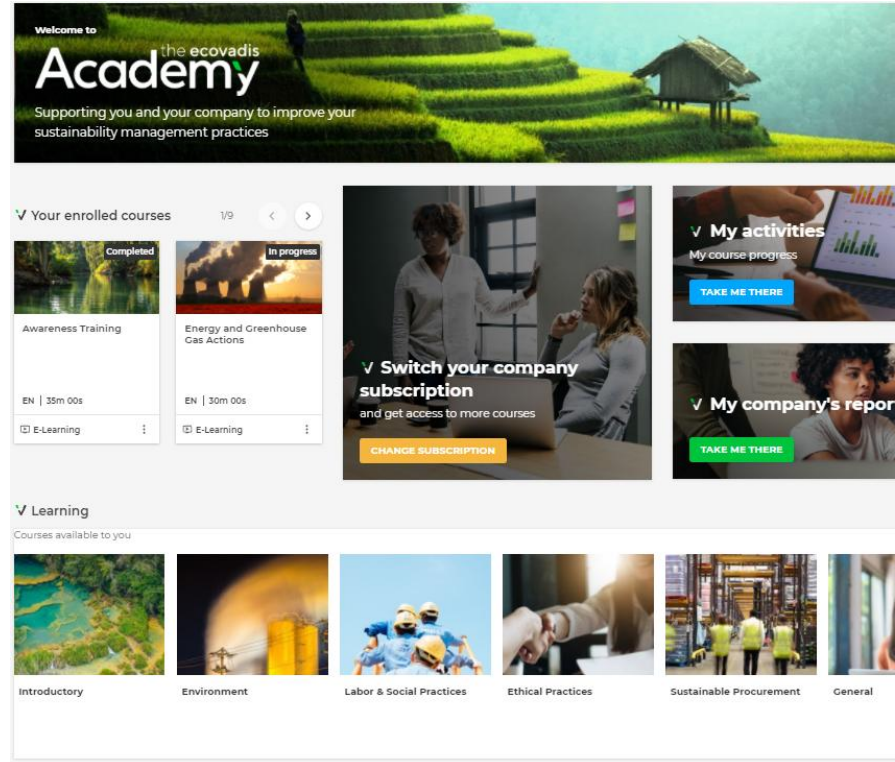 Welcome to
the ecovadis
Academy
Supporting you and your company to improve your
sustainability management practices
Your enrolled courses
1/9
Completed
Awareness Training
EN | 35m 00s
E-Learning
In progress
Energy and Greenhouse
Gas Actions
EN | 30m 00s
E-Learning
Switch your company
subscription
and get access to more courses
CHANGE SUBSCRIPTION
My activities
My course progress
TAKE ME THERE
My company's repor
TAKE ME THERE
Learning
Courses available to you
Introductory
Environment
Labor & Social Practices
Ethical Practices
Sustainable Procurement
General